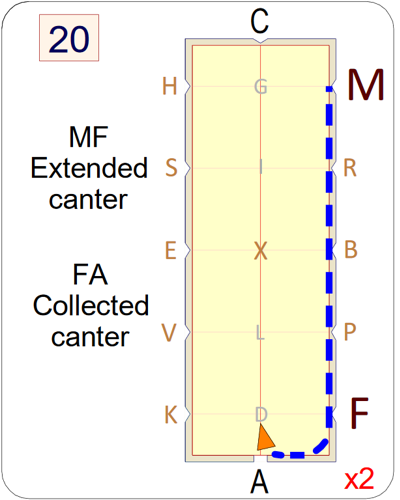 20
C
H G M
MF
Extended
canter
S I R
E X B
FA
Collected
canter
V L P
K D F
A
x2